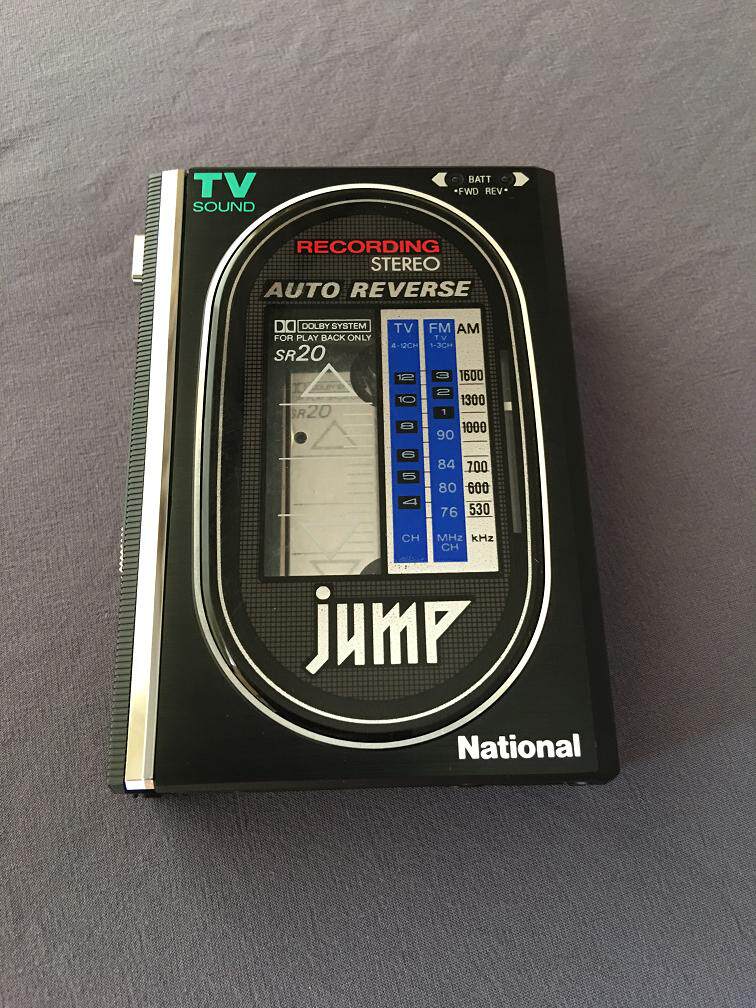 TV
SOUND
BATT
•FWD REV•
RECORDING
STEREO
AUTO REVERSE
DOLBY SYSTEM
FOR PLAY BACK ONLY
SR20
SR20
TV FM AM
TV
4-12CH 1-3CH
12 3 1600
10 2 1300
8 1 1000
90
6 84 700
5 80 600
4 76 530
CH MHz kHz
CH
jump
National